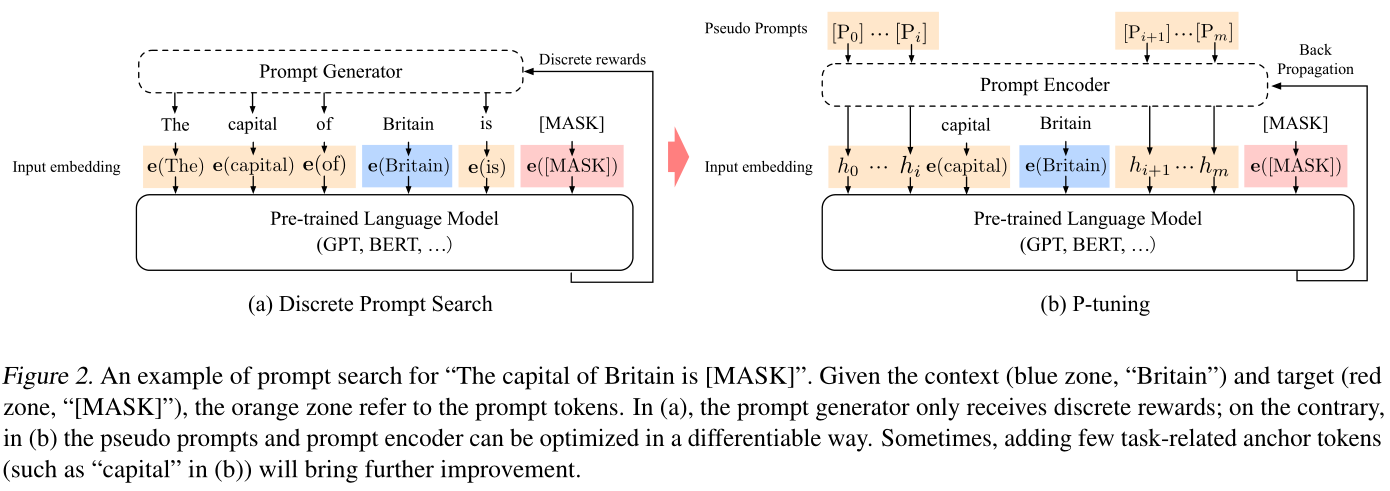 Prompt Generator
Discrete rewards
The capital of Britain is [MASK]
Input embedding e(The) e(capital) e(of) e(Britain) e(is) e([MASK])
Pre-trained Language Model
(GPT, BERT, …)
(a) Discrete Prompt Search
Pseudo Prompts [P₀] ⋯ [Pᵢ] [Pᵢ₊₁] ⋯ [Pₘ]
Back
Propagation
Prompt Encoder
capital Britain [MASK]
Input embedding h₀ ⋯ hᵢ e(capital) e(Britain) hᵢ₊₁ ⋯ hₘ e([MASK])
Pre-trained Language Model
(GPT, BERT, …)
(b) P-tuning
Figure 2. An example of prompt search for “The capital of Britain is [MASK]”. Given the context (blue zone, “Britain”) and target (red
zone, “[MASK]”), the orange zone refer to the prompt tokens. In (a), the prompt generator only receives discrete rewards; on the contrary,
in (b) the pseudo prompts and prompt encoder can be optimized in a differentiable way. Sometimes, adding few task-related anchor tokens
(such as “capital” in (b)) will bring further improvement.